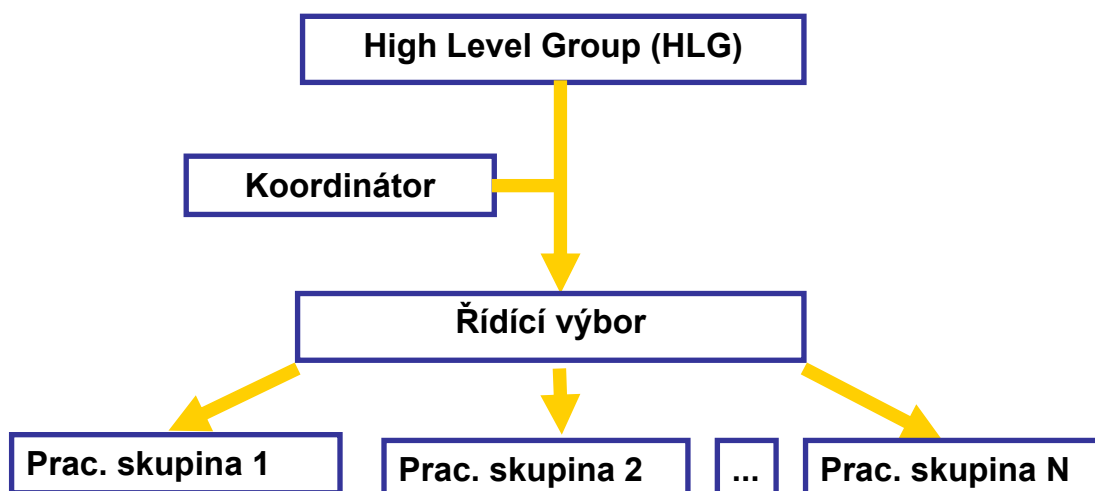 High Level Group (HLG)
Koordinátor
Řídící výbor
Prac. skupina 1
Prac. skupina 2
...
Prac. skupina N